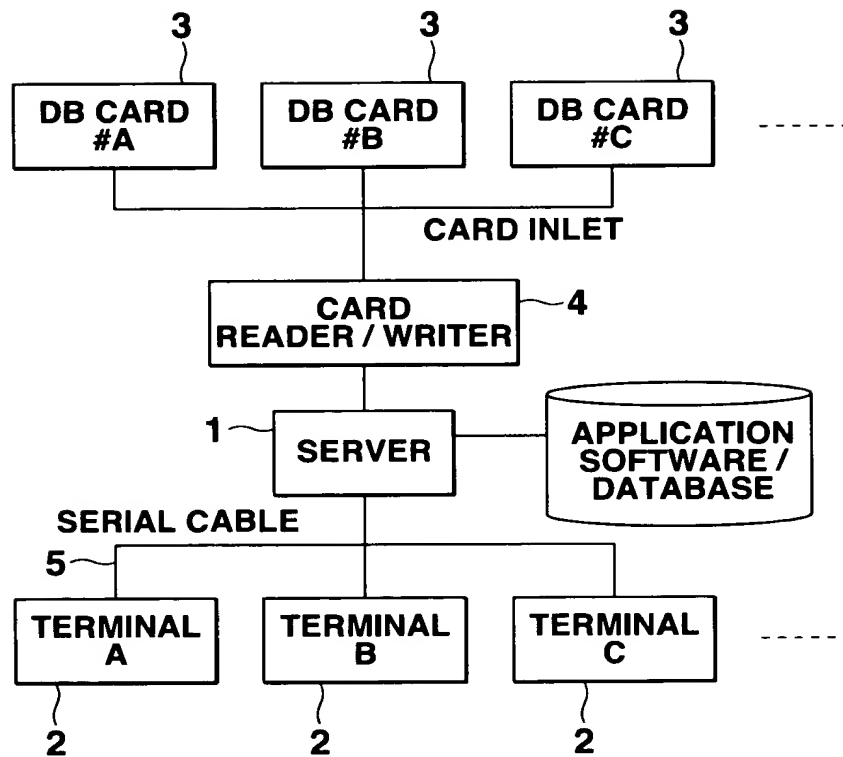 3
3
3
DB CARD
#A
DB CARD
#B
DB CARD
#C
CARD INLET
CARD
READER / WRITER
4
1
SERVER
APPLICATION
SOFTWARE /
DATABASE
SERIAL CABLE
5
TERMINAL
A
TERMINAL
B
TERMINAL
C
2
2
2